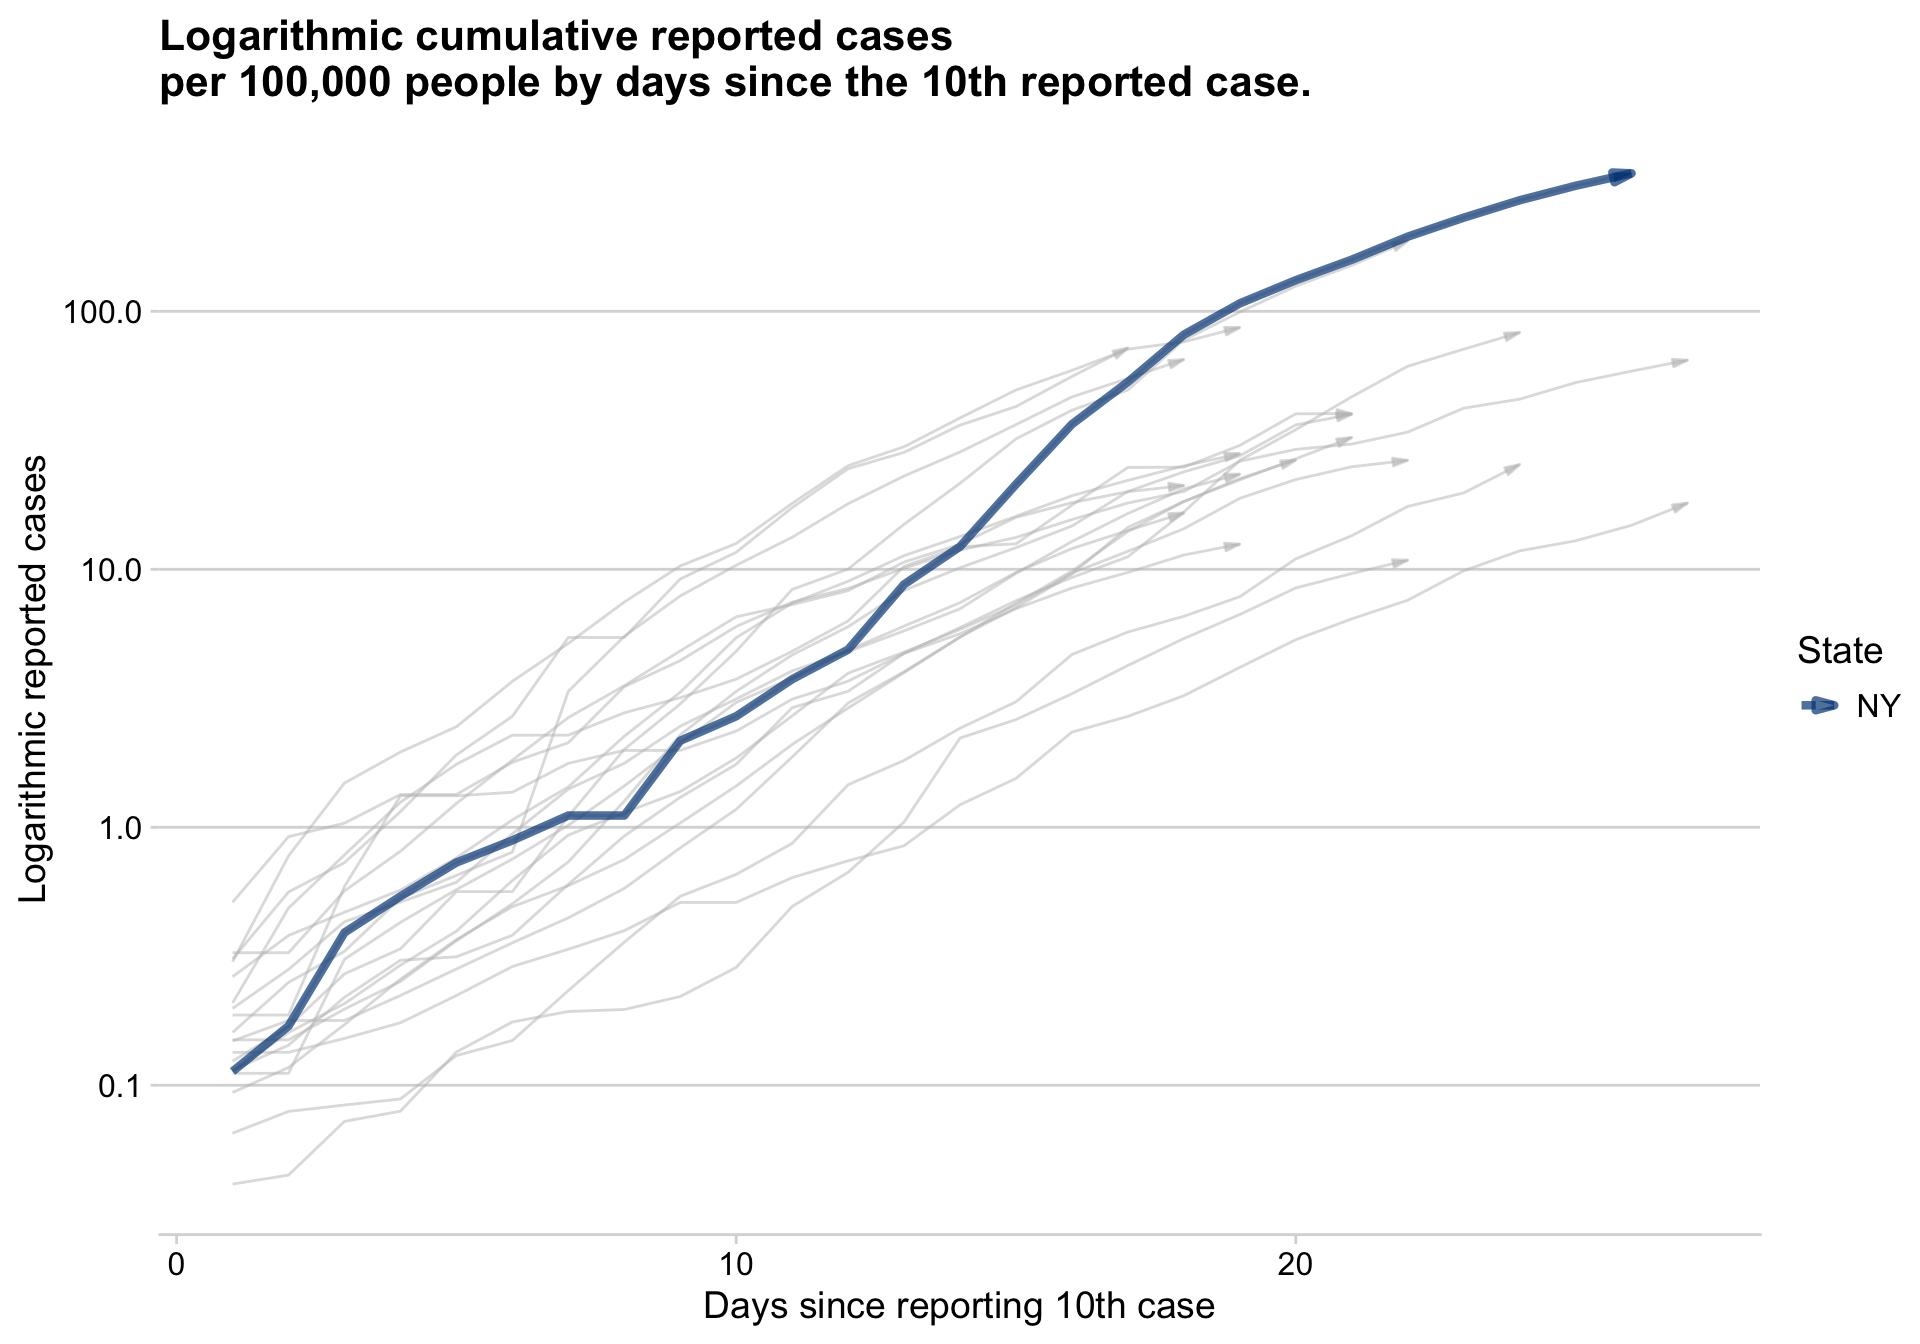 Logarithmic cumulative reported cases
per 100,000 people by days since the 10th reported case.
Logarithmic reported cases
100.0
10.0
1.0
0.1
0
10
20
Days since reporting 10th case
State
NY